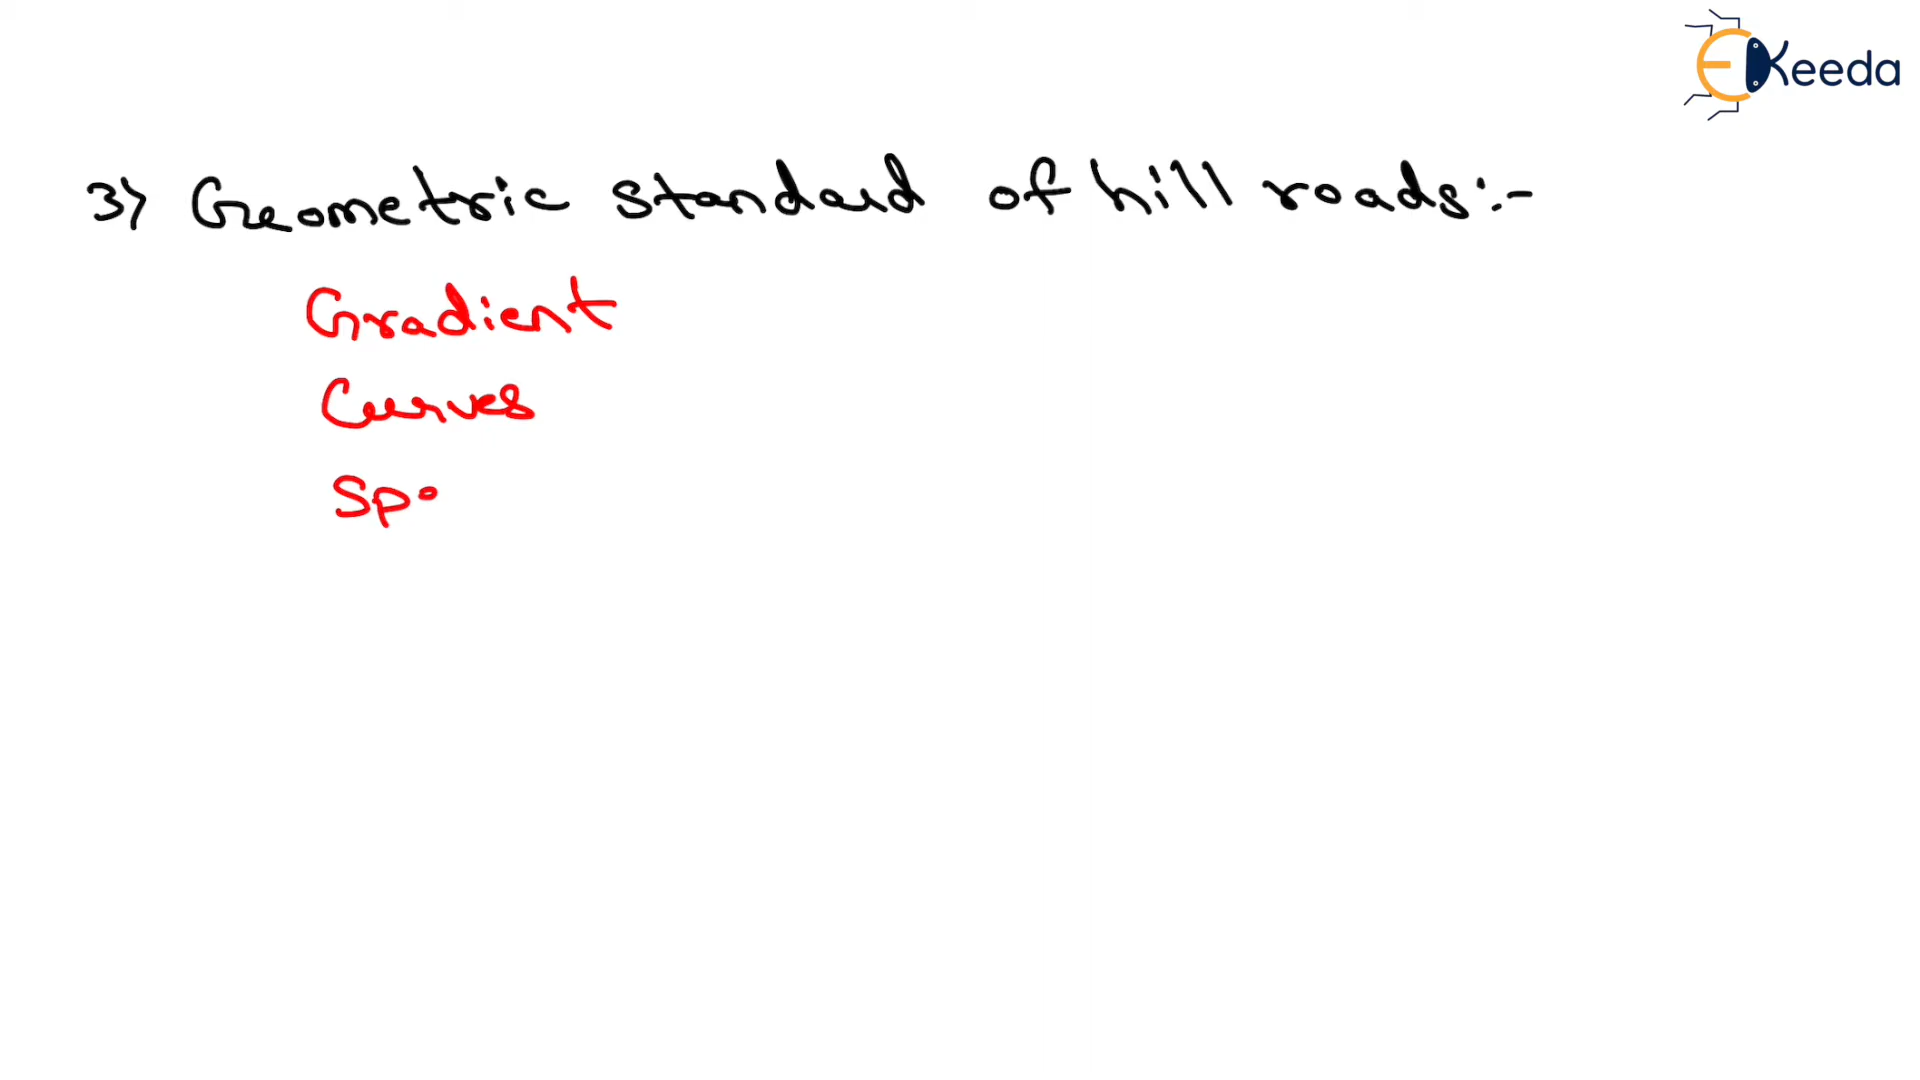 EKeeda
3) Geometric standard of hill roads:-
Gradient
Curves
Sp